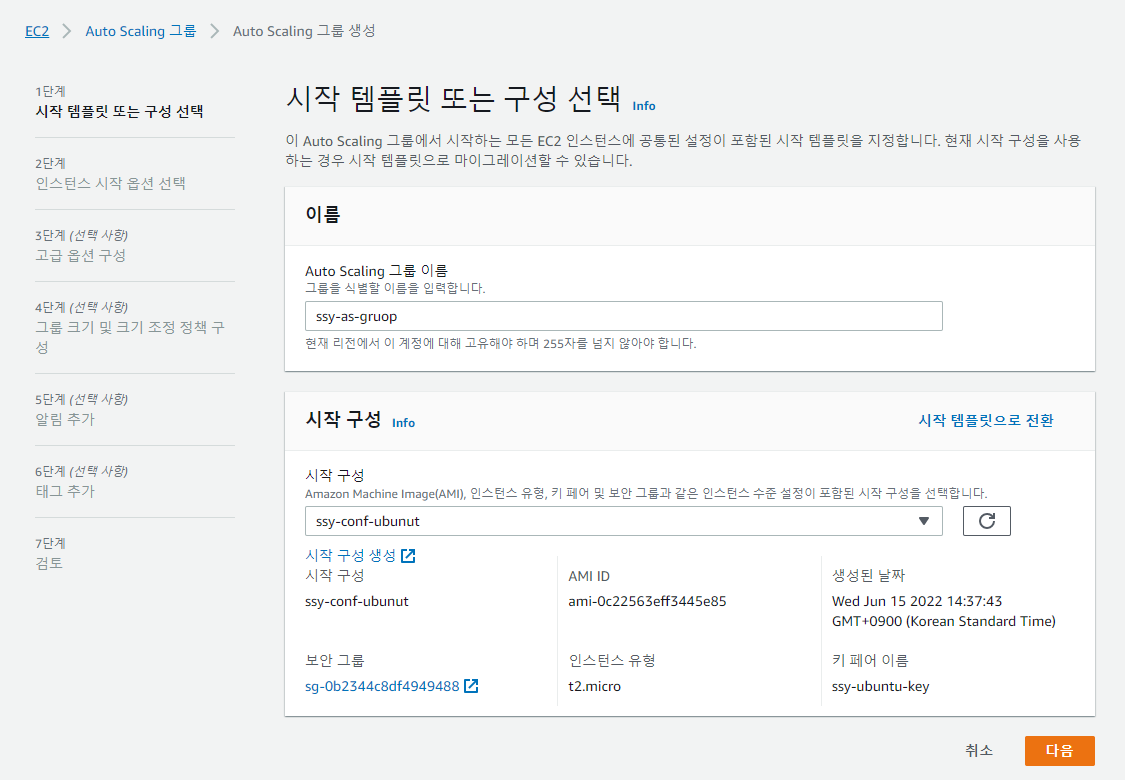 EC2 > Auto Scaling 그룹 > Auto Scaling 그룹 생성
1단계
시작 템플릿 또는 구성 선택
2단계
인스턴스 시작 옵션 선택
3단계 (선택 사항)
고급 옵션 구성
4단계 (선택 사항)
그룹 크기 및 크기 조정 정책 구
성
5단계 (선택 사항)
알림 추가
6단계 (선택 사항)
태그 추가
7단계
검토
시작 템플릿 또는 구성 선택 Info
이 Auto Scaling 그룹에서 시작하는 모든 EC2 인스턴스에 공통된 설정이 포함된 시작 템플릿을 지정합니다. 현재 시작 구성을 사용
하는 경우 시작 템플릿으로 마이그레이션할 수 있습니다.
이름
Auto Scaling 그룹 이름
그룹을 식별할 이름을 입력합니다.
ssy-as-gruop
현재 리전에서 이 계정에 대해 고유해야 하며 255자를 넘지 않아야 합니다.
시작 구성 Info
시작 템플릿으로 전환
시작 구성
Amazon Machine Image(AMI), 인스턴스 유형, 키 페어 및 보안 그룹과 같은 인스턴스 수준 설정이 포함된 시작 구성을 선택합니다.
ssy-conf-ubunut
시작 구성 생성
시작 구성
ssy-conf-ubunut
AMI ID
ami-0c22563eff3445e85
생성된 날짜
Wed Jun 15 2022 14:37:43
GMT+0900 (Korean Standard Time)
보안 그룹
sg-0b2344c8df4949488
인스턴스 유형
t2.micro
키 페어 이름
ssy-ubuntu-key
취소
다음